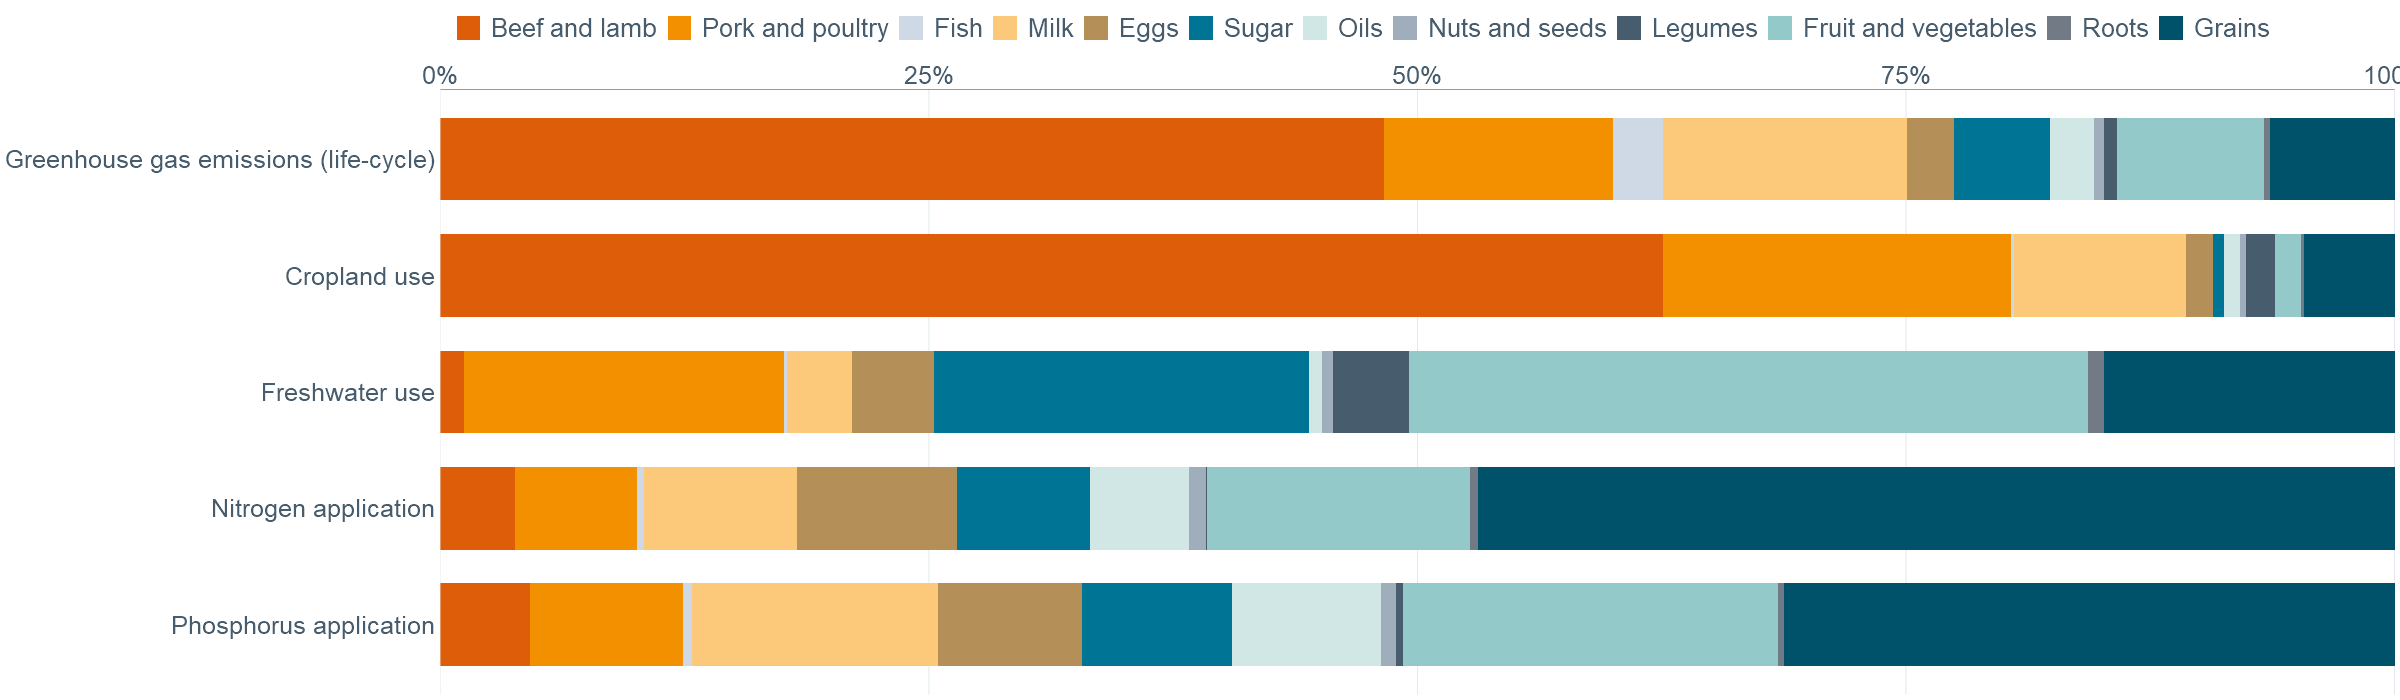 Beef and lamb Pork and poultry Fish Milk Eggs Sugar Oils Nuts and seeds Legumes Fruit and vegetables Roots Grains
0% 25% 50% 75% 100
Greenhouse gas emissions (life-cycle)
Cropland use
Freshwater use
Nitrogen application
Phosphorus application